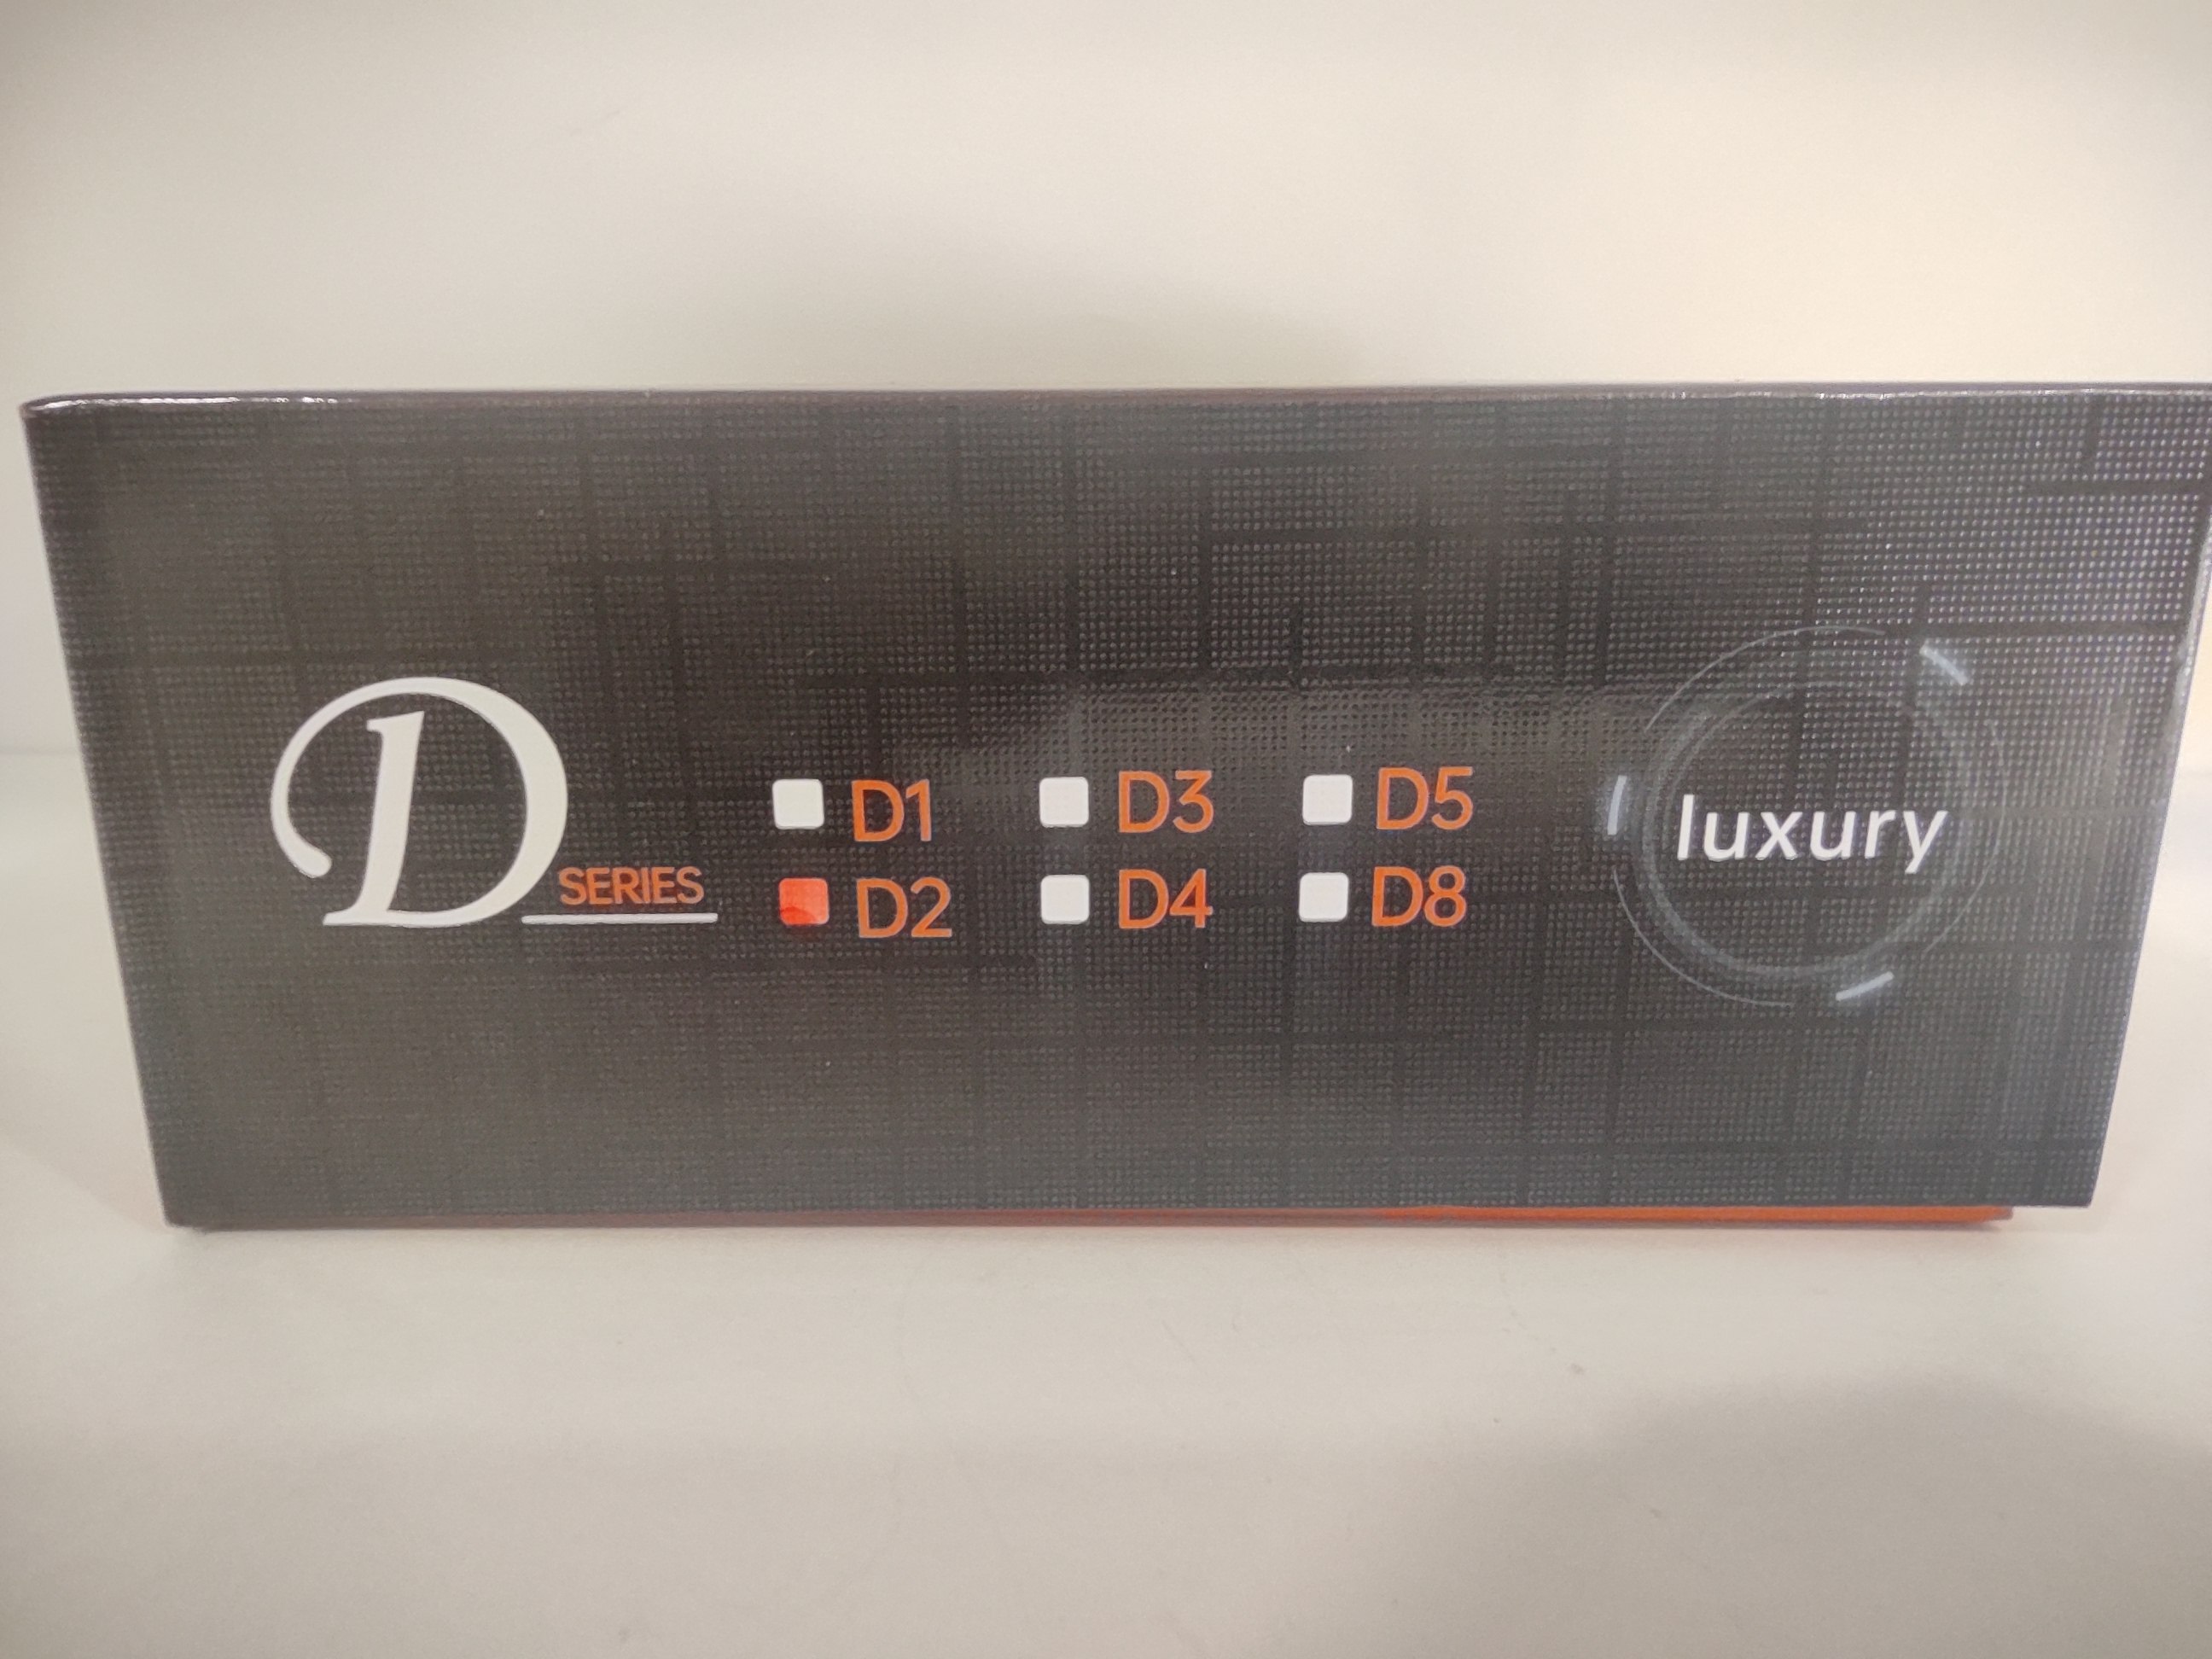 D SERIES
D1 D3 D5
D2 D4 D8
luxury